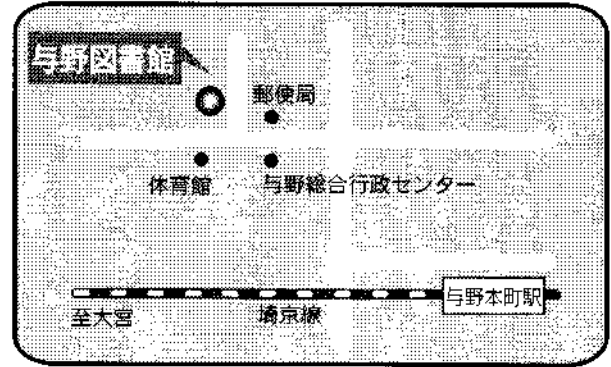 与野図書館
郵便局
体育館
与野総合行政センター
与野本町駅
至大宮
埼京線